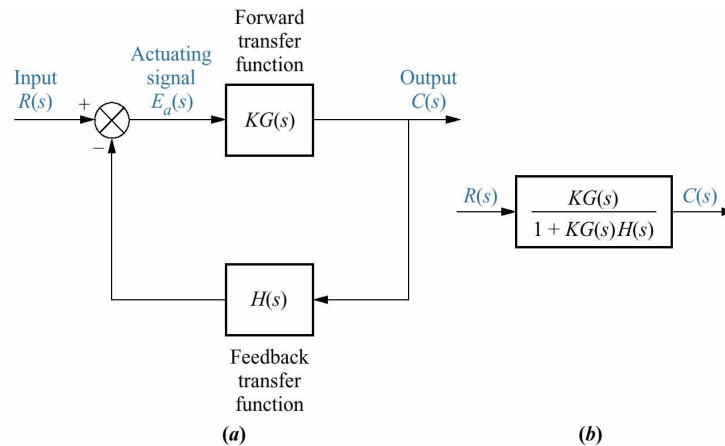 Forward
transfer
function
Input
R(s)
Actuating
signal
E_a(s)
Output
C(s)
+
−
KG(s)
H(s)
Feedback
transfer
function
(a)
R(s)
KG(s)
1 + KG(s)H(s)
C(s)
(b)